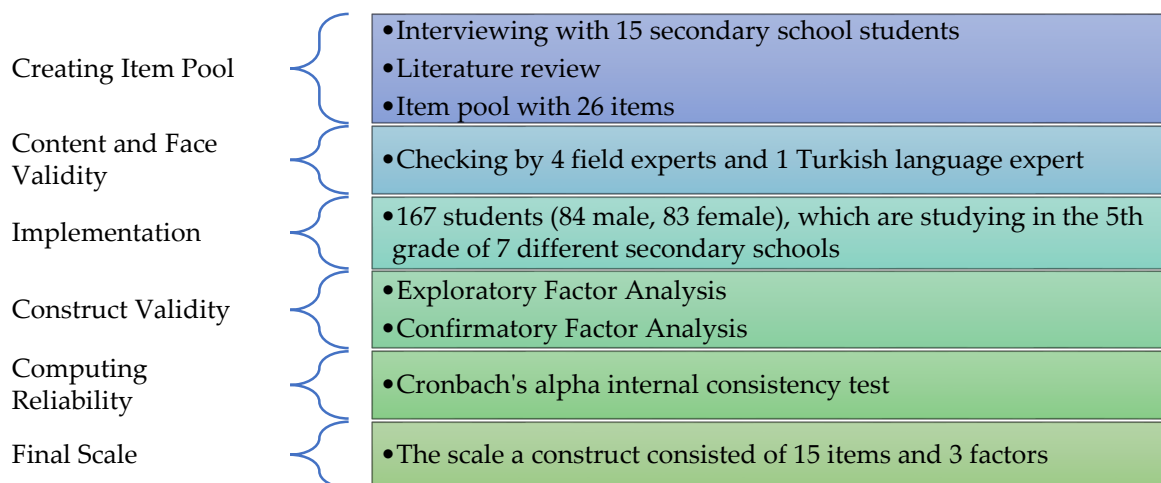 Creating Item Pool
•Interviewing with 15 secondary school students
•Literature review
•Item pool with 26 items
Content and Face
Validity
•Checking by 4 field experts and 1 Turkish language expert
Implementation
•167 students (84 male, 83 female), which are studying in the 5th
grade of 7 different secondary schools
Construct Validity
•Exploratory Factor Analysis
•Confirmatory Factor Analysis
Computing
Reliability
•Cronbach's alpha internal consistency test
Final Scale
•The scale a construct consisted of 15 items and 3 factors